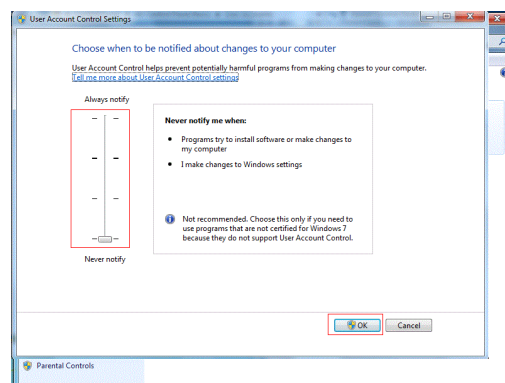 User Account Control Settings
Choose when to be notified about changes to your computer
User Account Control helps prevent potentially harmful programs from making changes to your computer.
Tell me more about User Account Control settings
Always notify
Never notify me when:
Programs try to install software or make changes to
my computer
I make changes to Windows settings
Not recommended. Choose this only if you need to
use programs that are not certified for Windows 7
because they do not support User Account Control.
Never notify
OK
Cancel
Parental Controls